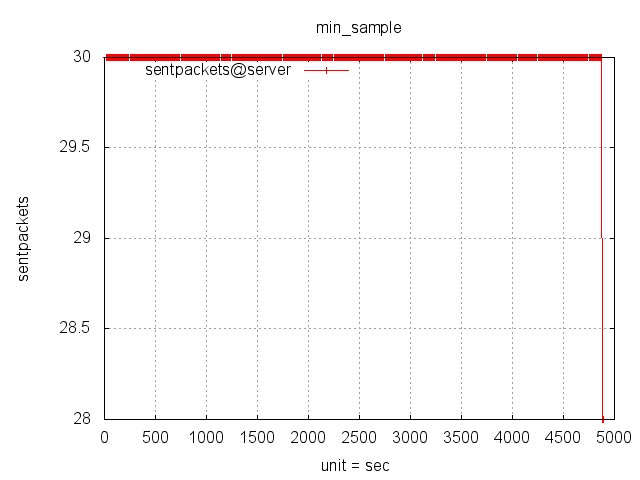 min_sample
30
sentpackets@server
29.5
sentpackets
29
28.5
28
0 500 1000 1500 2000 2500 3000 3500 4000 4500 5000
unit = sec